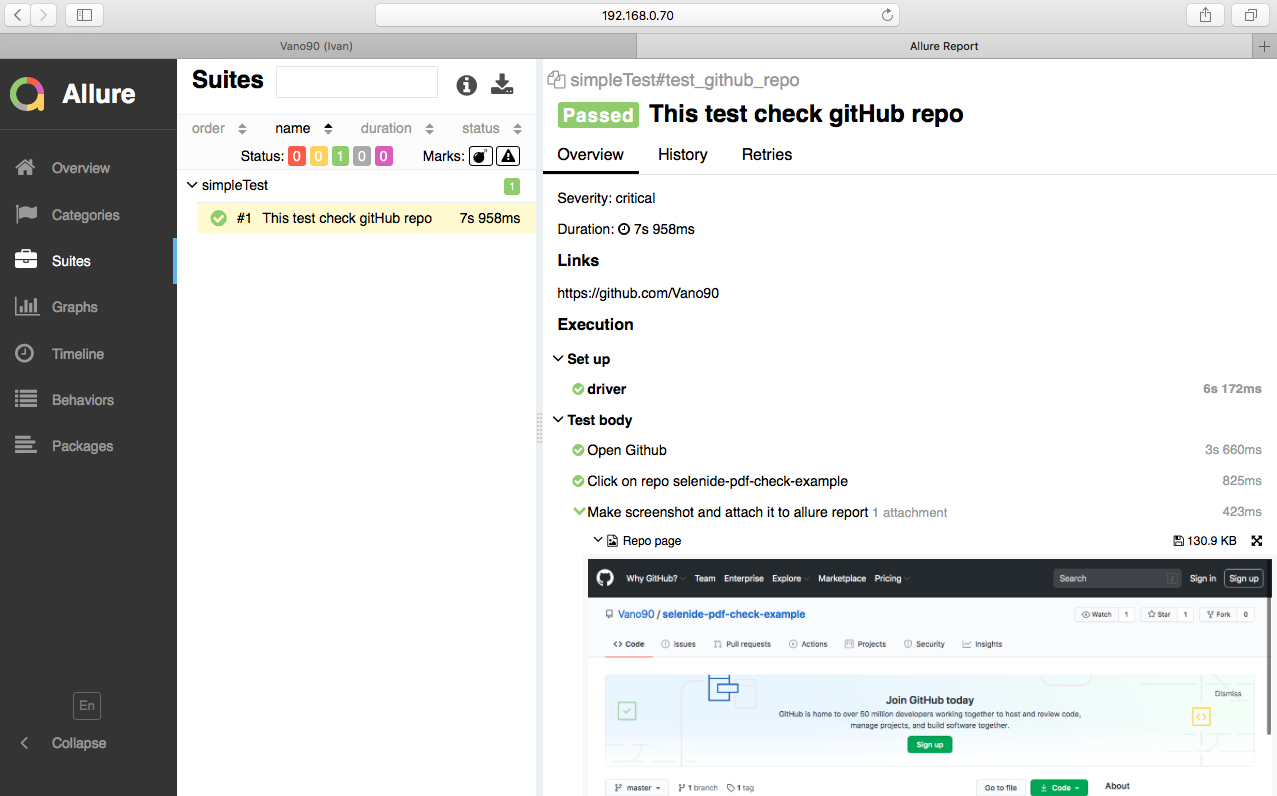 192.168.0.70
Vano90 (Ivan)
Allure Report
Allure
Overview
Categories
Suites
Graphs
Timeline
Behaviors
Packages
En
Collapse
Suites
order name duration status
Status: 0 0 1 0 0 Marks:
simpleTest 1
#1 This test check gitHub repo 7s 958ms
simpleTest#test_github_repo
Passed This test check gitHub repo
Overview History Retries
Severity: critical
Duration: 7s 958ms
Links
https://github.com/Vano90
Execution
Set up
driver 6s 172ms
Test body
Open Github 3s 660ms
Click on repo selenide-pdf-check-example 825ms
Make screenshot and attach it to allure report 1 attachment 423ms
Repo page 130.9 KB
Why GitHub? Team Enterprise Explore Marketplace Pricing Search / Sign in Sign up
Vano90 / selenide-pdf-check-example Watch 1 Star 1 Fork 0
Code Issues Pull requests Actions Projects Security Insights
Join GitHub today
Dismiss
GitHub is home to over 50 million developers working together to host and review code,
manage projects, and build software together.
Sign up
master 1 branch 1 tag Go to file Code About